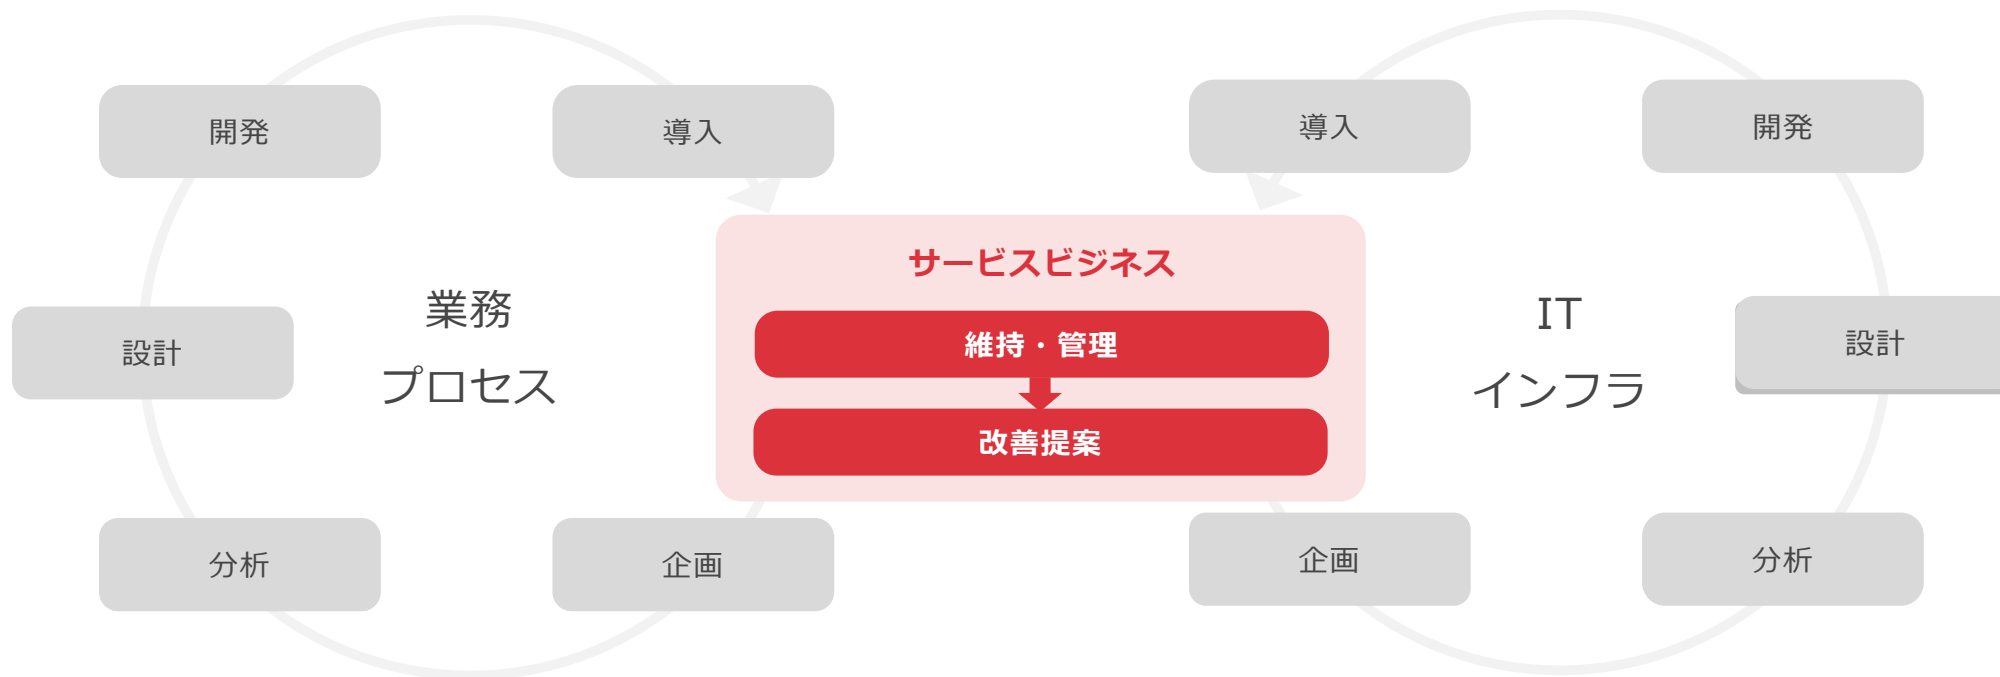 開発
導入
設計
業務
プロセス
分析
企画
サービスビジネス
維持・管理
改善提案
導入
開発
IT
インフラ
設計
企画
分析